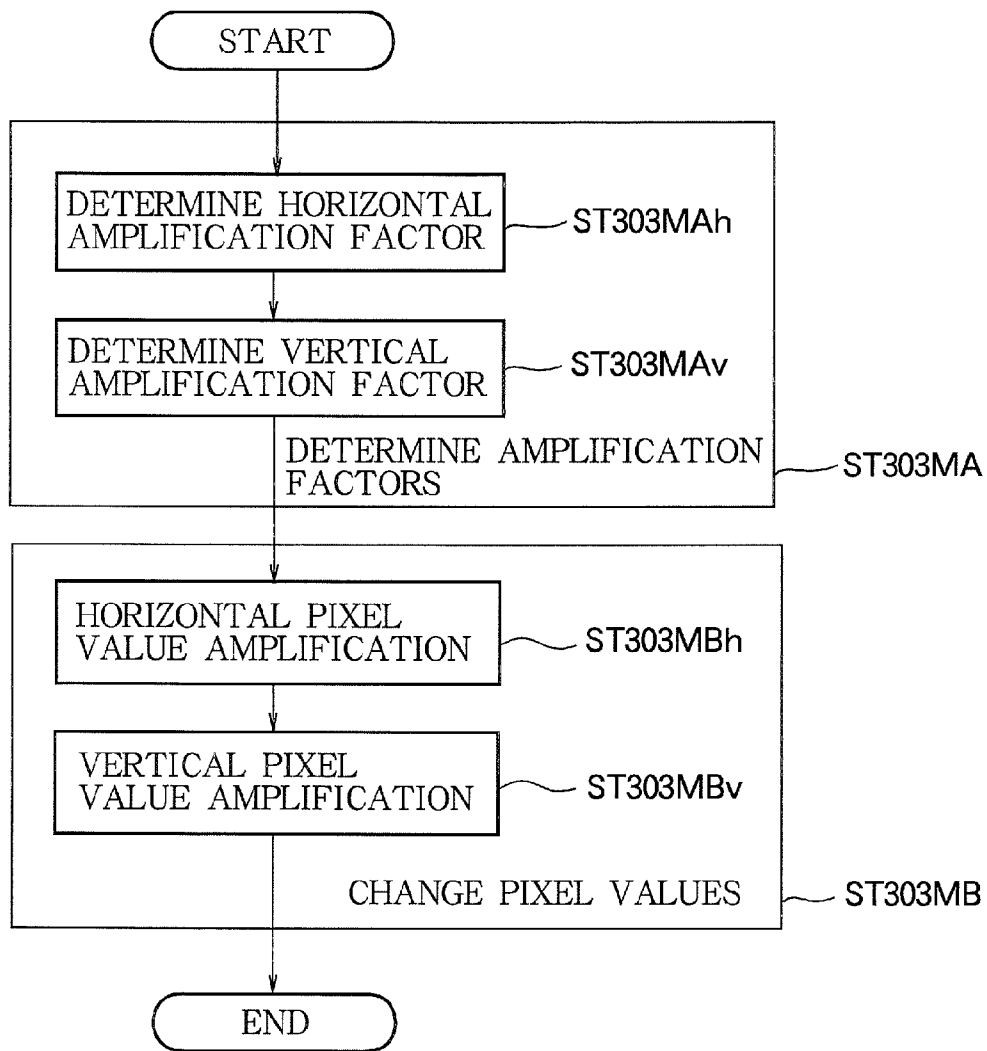 START
DETERMINE HORIZONTAL
AMPLIFICATION FACTOR
ST303MAh
DETERMINE VERTICAL
AMPLIFICATION FACTOR
ST303MAv
DETERMINE AMPLIFICATION
FACTORS
ST303MA
HORIZONTAL PIXEL
VALUE AMPLIFICATION
ST303MBh
VERTICAL PIXEL
VALUE AMPLIFICATION
ST303MBv
CHANGE PIXEL VALUES
ST303MB
END